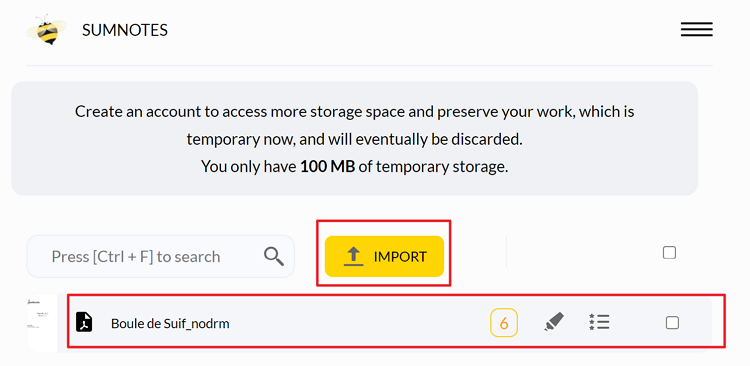 SUMNOTES
Create an account to access more storage space and preserve your work, which is
temporary now, and will eventually be discarded.
You only have 100 MB of temporary storage.
Press [Ctrl + F] to search
IMPORT
Boule de Suif_nodrm
6